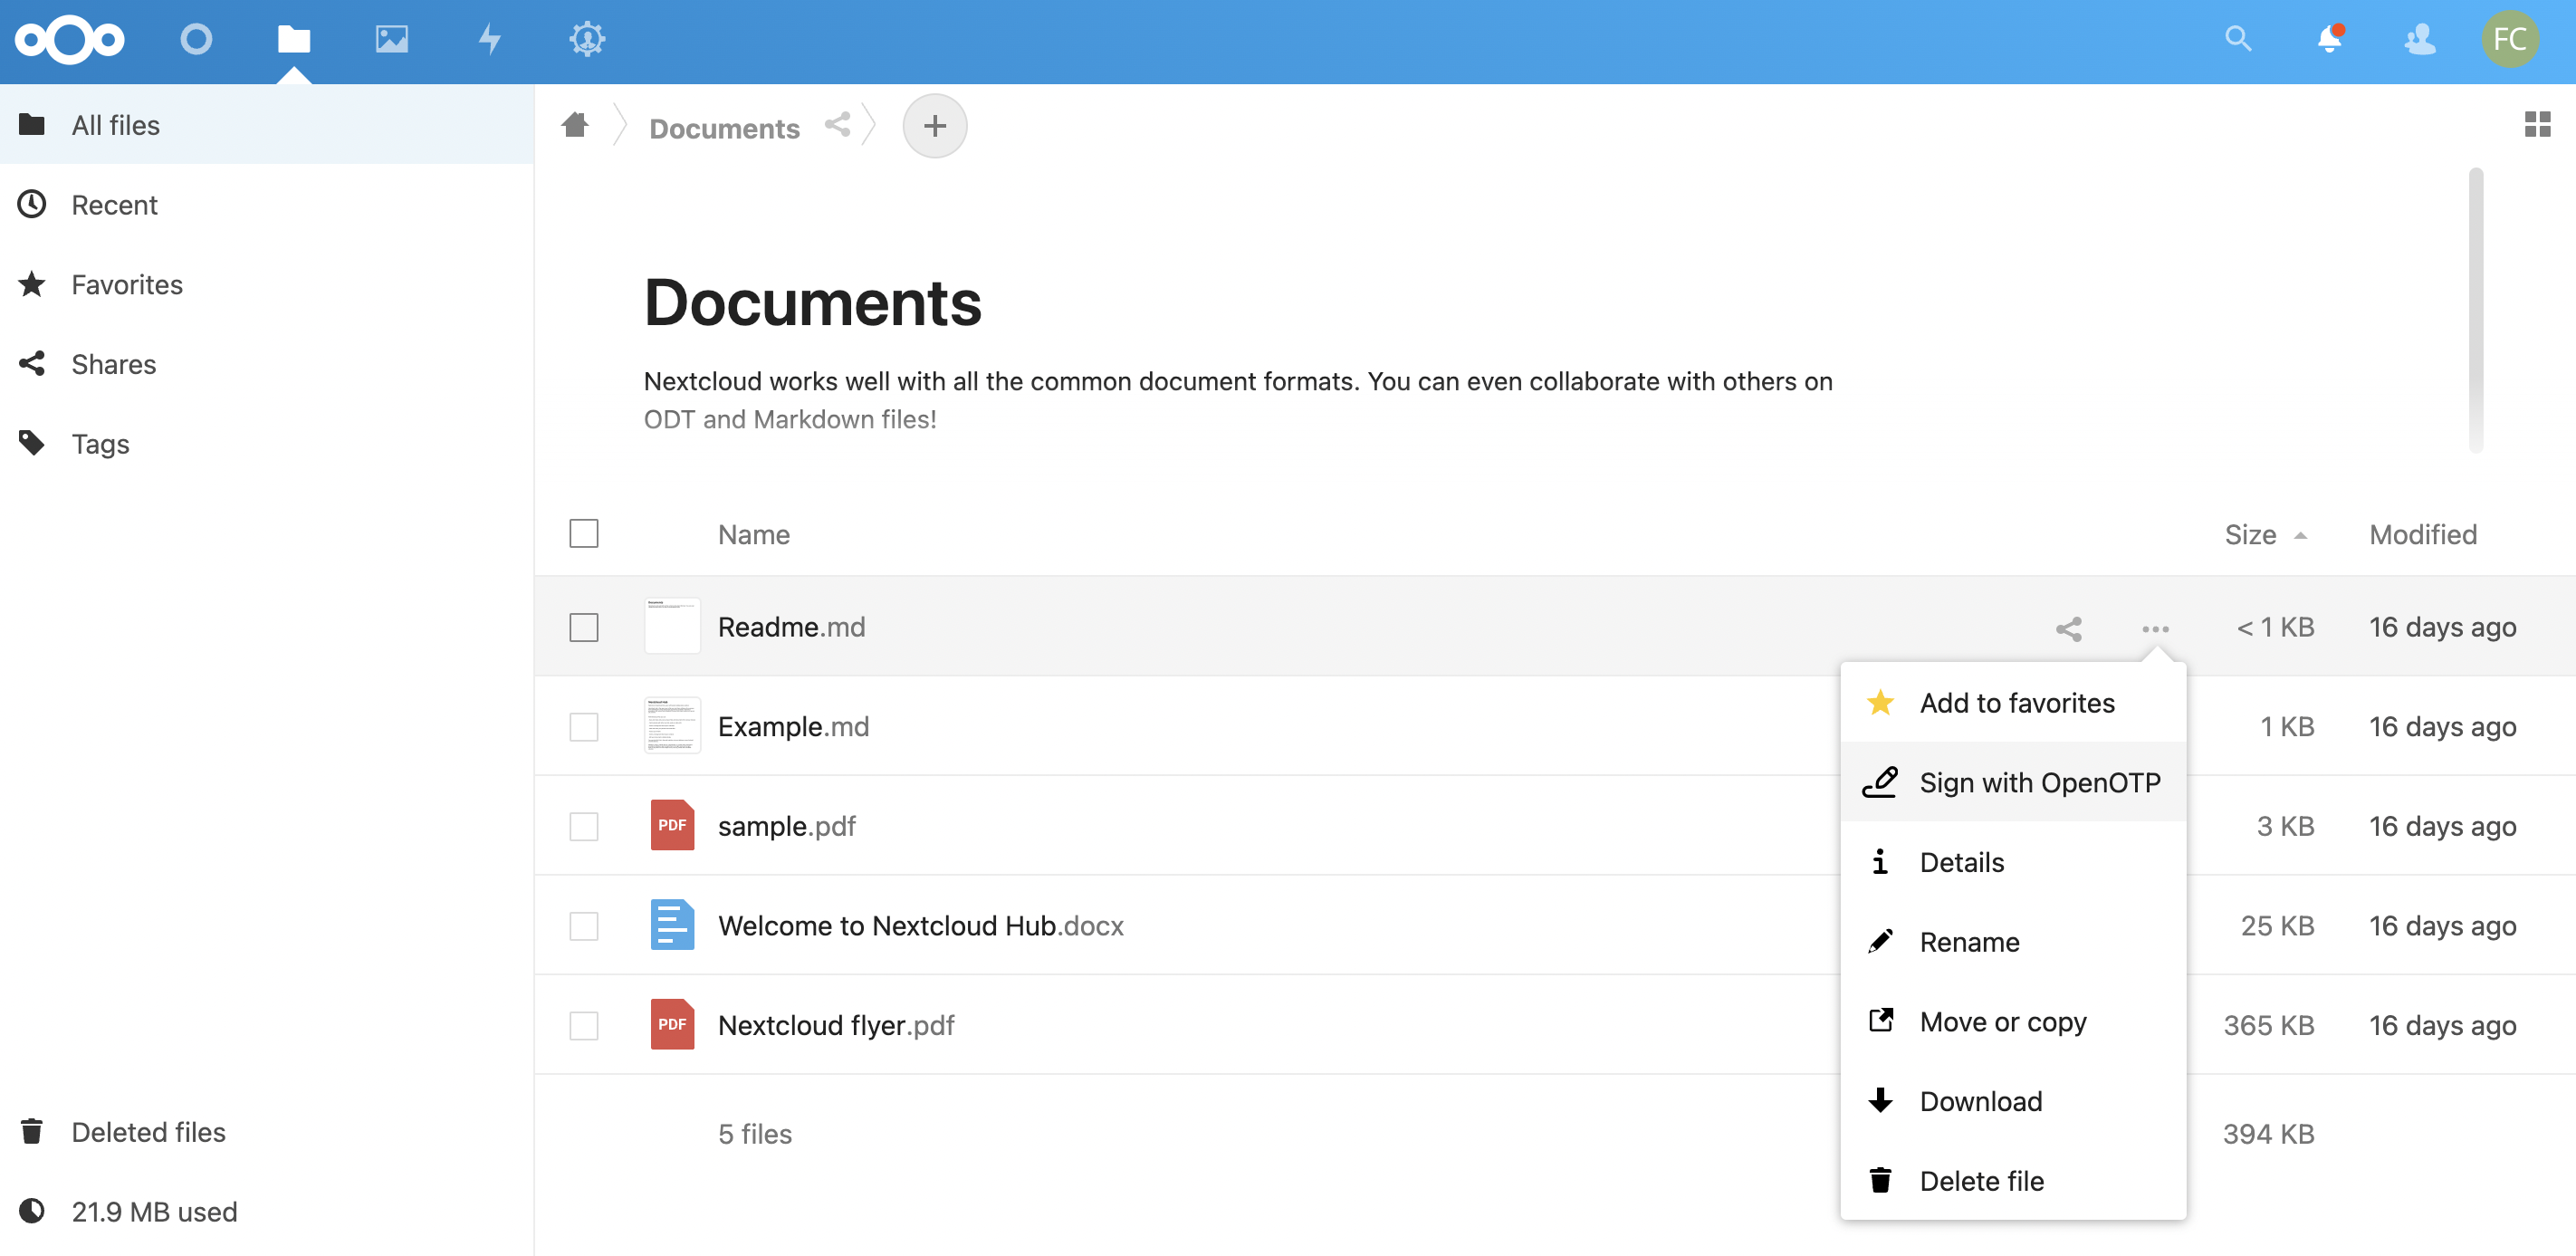 FC
All files
Recent
Favorites
Shares
Tags
Deleted files
21.9 MB used
Documents
Documents
Nextcloud works well with all the common document formats. You can even collaborate with others on
ODT and Markdown files!
Name Size Modified
Readme.md < 1 KB 16 days ago
Example.md 1 KB 16 days ago
PDF sample.pdf 3 KB 16 days ago
Welcome to Nextcloud Hub.docx 25 KB 16 days ago
PDF Nextcloud flyer.pdf 365 KB 16 days ago
5 files 394 KB
Add to favorites
Sign with OpenOTP
Details
Rename
Move or copy
Download
Delete file